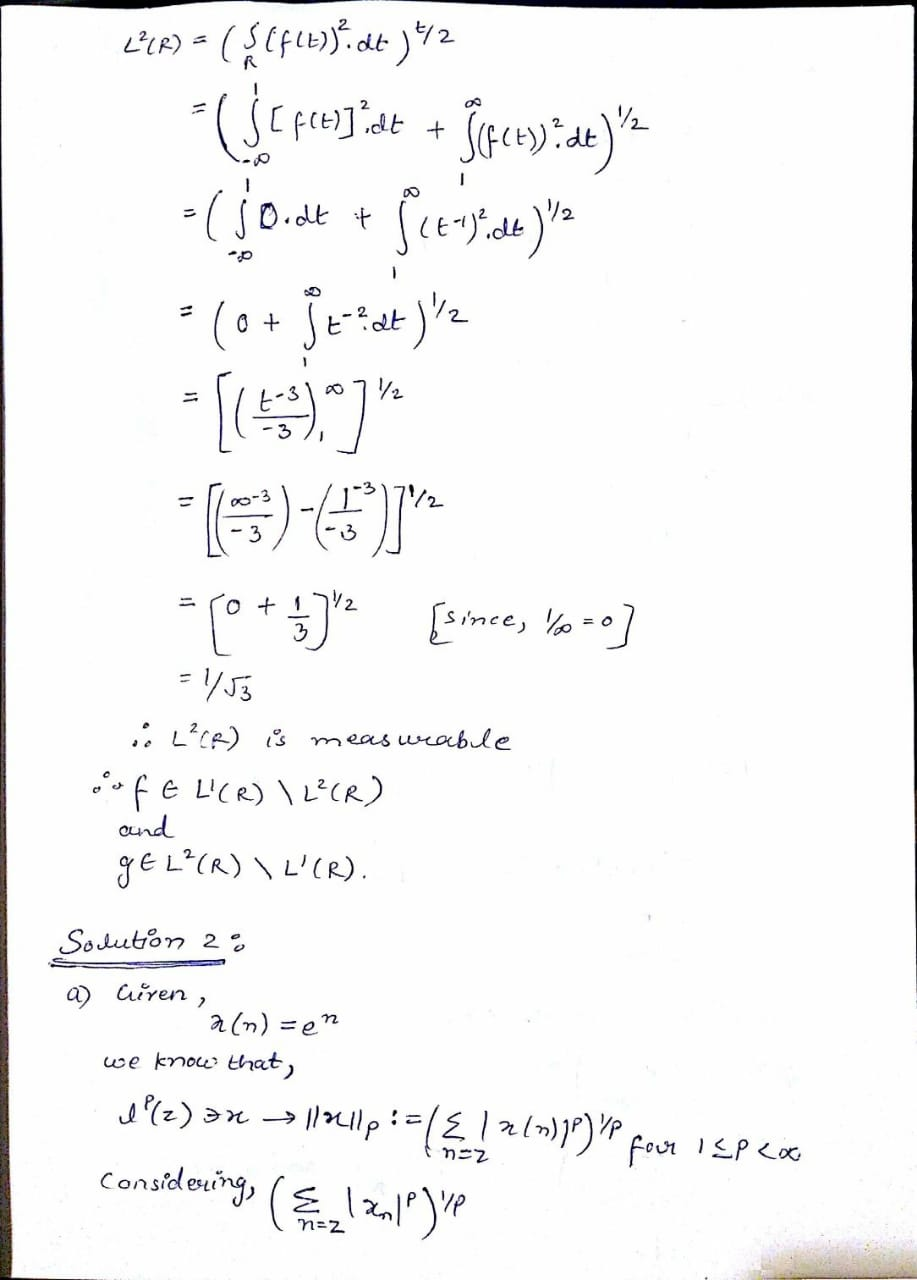 L²(R) = (∫_R (f(t))². dt)^{t/2}
= (∫_{-∞}^{1} [f(t)]².dt + ∫_{1}^{∞} (f(t))². dt)^{1/2}
= (∫_{-∞}^{1} 0.dt + ∫_{1}^{∞} (t^{-1})².dt)^{1/2}
= (0 + ∫_{1}^{∞} t^{-2}. dt)^{1/2}
= [(t^{-3}/-3)_{1}^{∞}]^{1/2}
= [(∞^{-3}/-3) - (1^{-3}/-3)]^{1/2}
= [0 + 1/3]^{1/2} [since, 1/∞ = 0]
= 1/√3
∴ L²(R) is measurable
∴ f ∈ L¹(R) \ L²(R)
and
g ∈ L²(R) \ L¹(R).
Solution 2 :
a) Given,
x(n) = eⁿ
we know that,
l^p(z) ∋ x → ||x||_p := (Σ_{n=z} |x(n)|^p)^{1/p} for 1 ≤ p < ∞
Considering, (Σ_{n=z} |x_n|^p)^{1/p}